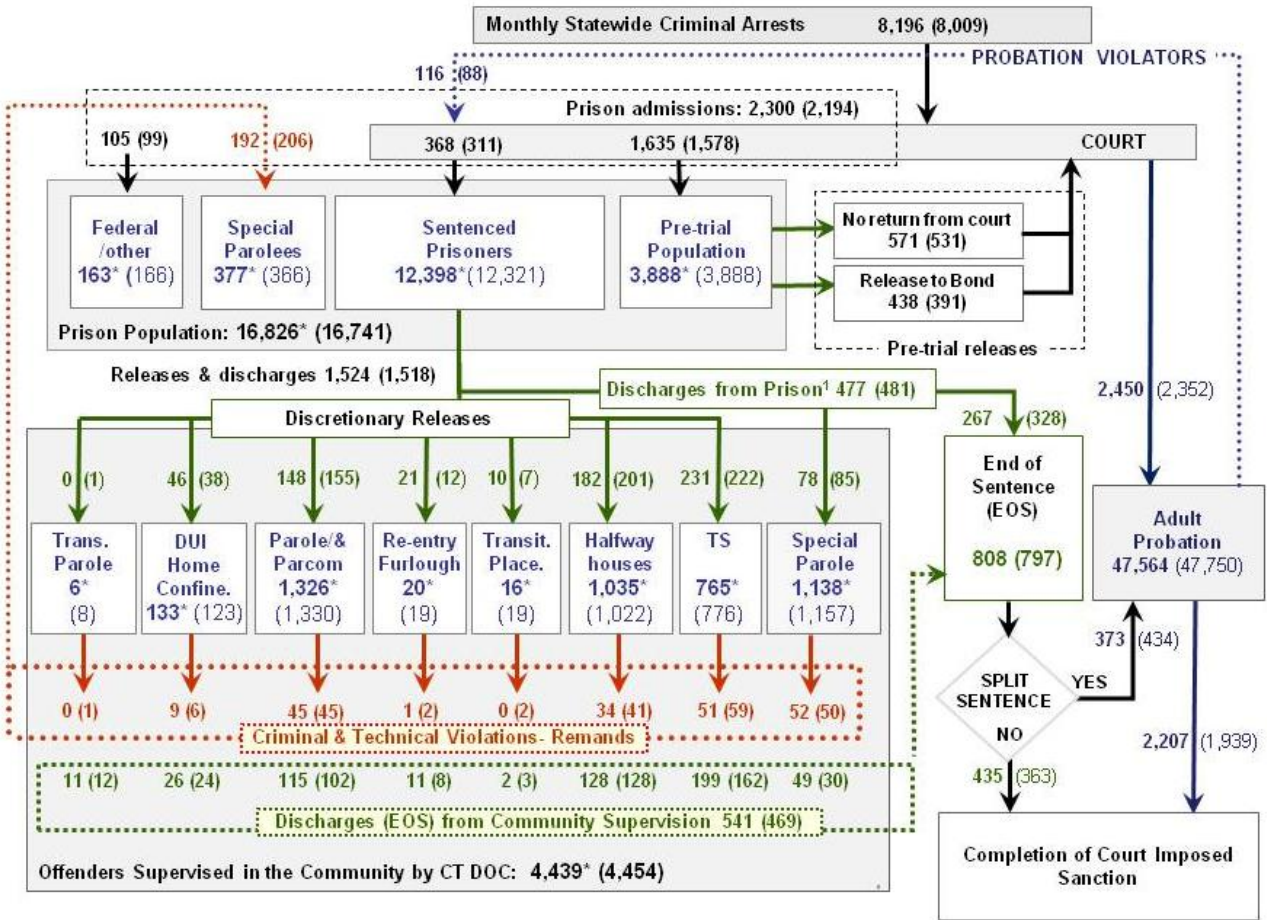 Monthly Statewide Criminal Arrests 8,196 (8,009)
PROBATION VIOLATORS
116 (88)
Prison admissions: 2,300 (2,194)
105 (99) 192 (206) 368 (311) 1,635 (1,578) COURT
Federal
/other
163* (166)
Special
Parolees
377* (366)
Sentenced
Prisoners
12,398* (12,321)
Pre-trial
Population
3,888* (3,888)
No return from court
571 (531)
Release to Bond
438 (391)
Pre-trial releases
Prison Population: 16,826* (16,741)
Releases & discharges 1,524 (1,518)
Discharges from Prison¹ 477 (481)
2,450 (2,352)
Discretionary Releases
267 (328)
0 (1) 46 (38) 148 (155) 21 (12) 10 (7) 182 (201) 231 (222) 78 (85)
Trans.
Parole
6*
(8)
DUI
Home
Confine.
133* (123)
Parole/&
Parcom
1,326*
(1,330)
Re-entry
Furlough
20*
(19)
Transit.
Place.
16*
(19)
Halfway
houses
1,035*
(1,022)
TS
765*
(776)
Special
Parole
1,138*
(1,157)
End of
Sentence
(EOS)
808 (797)
Adult
Probation
47,564 (47,750)
373 (434)
SPLIT
SENTENCE
YES
NO
0 (1) 9 (6) 45 (45) 1 (2) 0 (2) 34 (41) 51 (59) 52 (50)
Criminal & Technical Violations- Remands
2,207 (1,939)
435 (363)
11 (12) 26 (24) 115 (102) 11 (8) 2 (3) 128 (128) 199 (162) 49 (30)
Discharges (EOS) from Community Supervision 541 (469)
Offenders Supervised in the Community by CT DOC: 4,439* (4,454)
Completion of Court Imposed
Sanction